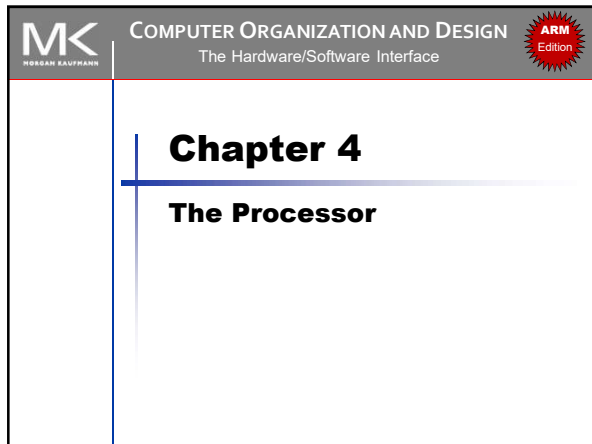 MK
MORGAN KAUFMANN
COMPUTER ORGANIZATION AND DESIGN
The Hardware/Software Interface
ARM
Edition
Chapter 4
The Processor